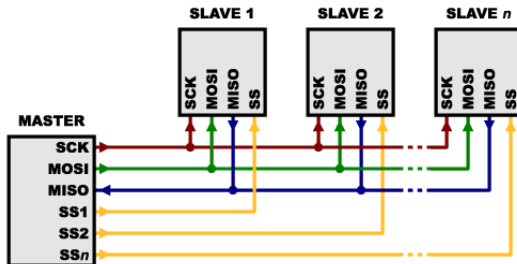 SLAVE 1 SLAVE 2 SLAVE n
SCK MOSI MISO SS SCK MOSI MISO SS SCK MOSI MISO SS
MASTER
SCK
MOSI
MISO
SS1
SS2
SSn